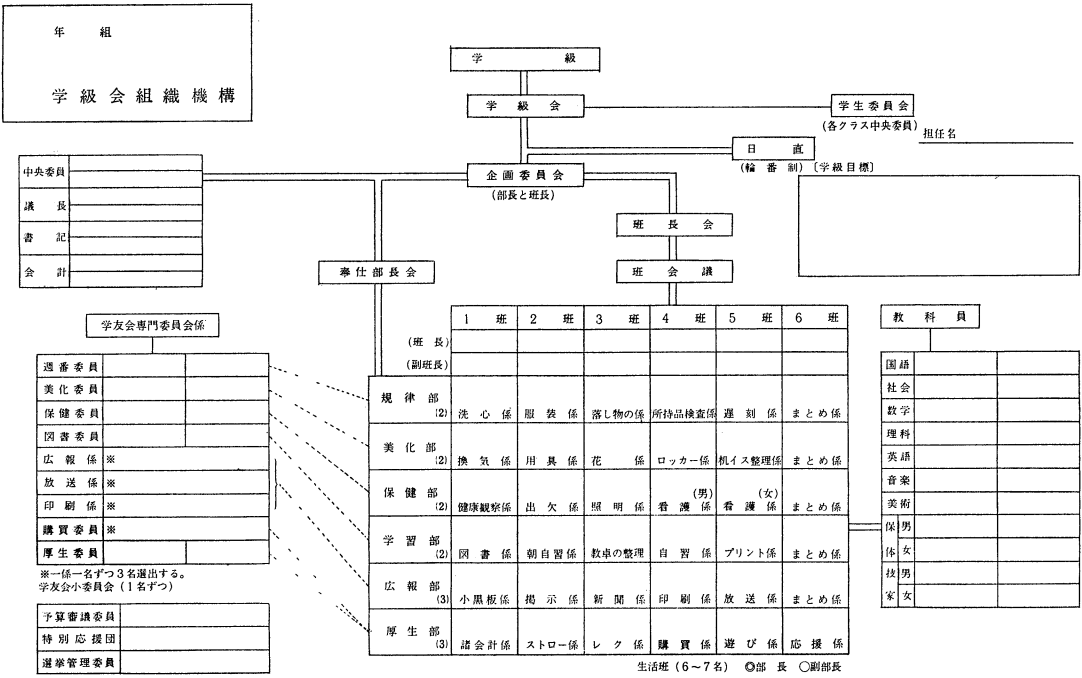 年　組
学級会組織機構
学　級
学級会
学生委員会
(各クラス中央委員)
担任名
日　直
(輪番制)
〔学級目標〕
企画委員会
(部長と班長)
中央委員
議長
書記
会計
班長会
奉仕部長会
班会議
学友会専門委員会係
週番委員
美化委員
保健委員
図書委員
広報係 ※
放送係 ※
印刷係 ※
購買委員 ※
厚生委員
※一係一名ずつ3名選出する。
学友会小委員会(1名ずつ)
予算審議委員
特別応援団
選挙管理委員
1班 2班 3班 4班 5班 6班
(班長)
(副班長)
規律部 (2) 洗心係 服装係 落し物の係 所持品検査係 遅刻係 まとめ係
美化部 (2) 換気係 用具係 花係 ロッカー係 机イス整理係 まとめ係
保健部 (2) 健康観察係 出欠係 照明係 (男)看護係 (女)看護係 まとめ係
学習部 (2) 図書係 朝自習係 教卓の整理 自習係 プリント係 まとめ係
広報部 (3) 小黒板係 掲示係 新聞係 印刷係 放送係 まとめ係
厚生部 (3) 諸会計係 ストロー係 レク係 購買係 遊び係 応援係
生活班(6〜7名) ◎部長 ○副部長
教科員
国語
社会
数学
理科
英語
音楽
美術
保体 男
女
技家 男
女